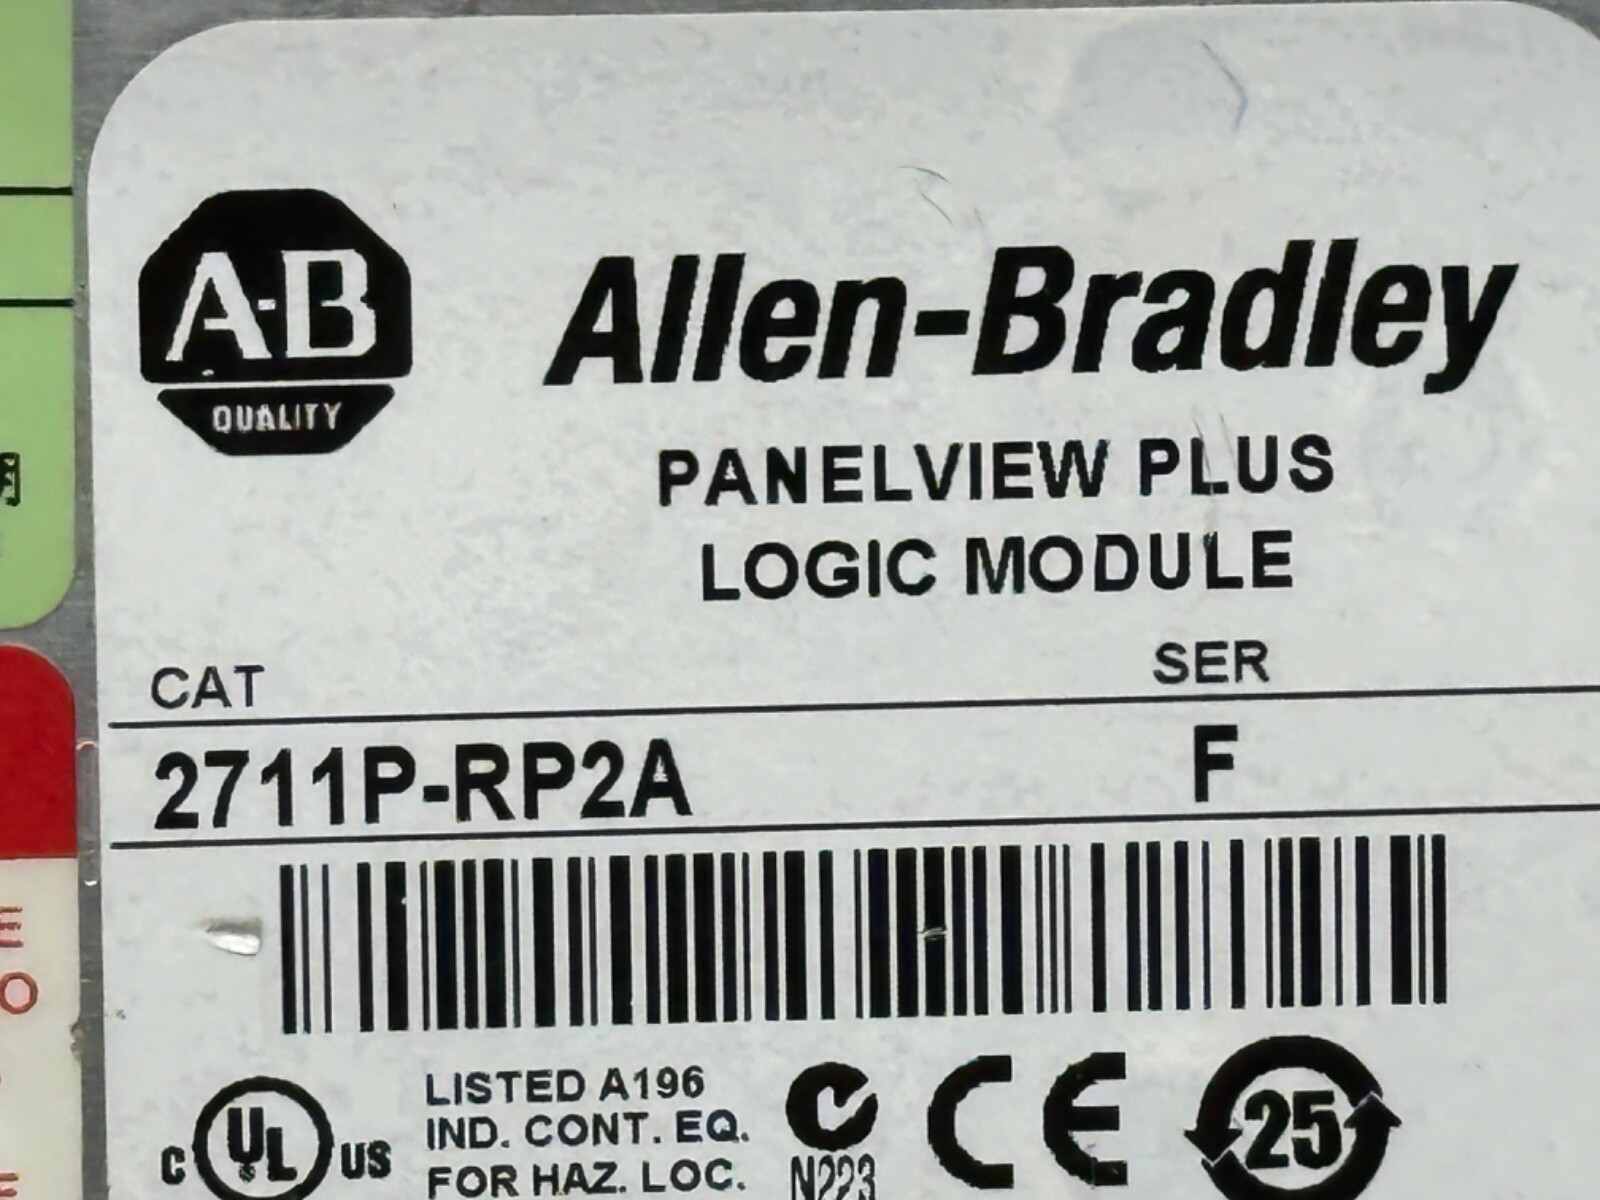 A-B
QUALITY
Allen-Bradley
PANELVIEW PLUS
LOGIC MODULE
CAT
SER
2711P-RP2A
F
C UL US
LISTED A196
IND. CONT. EQ.
FOR HAZ. LOC.
N223
CE
25